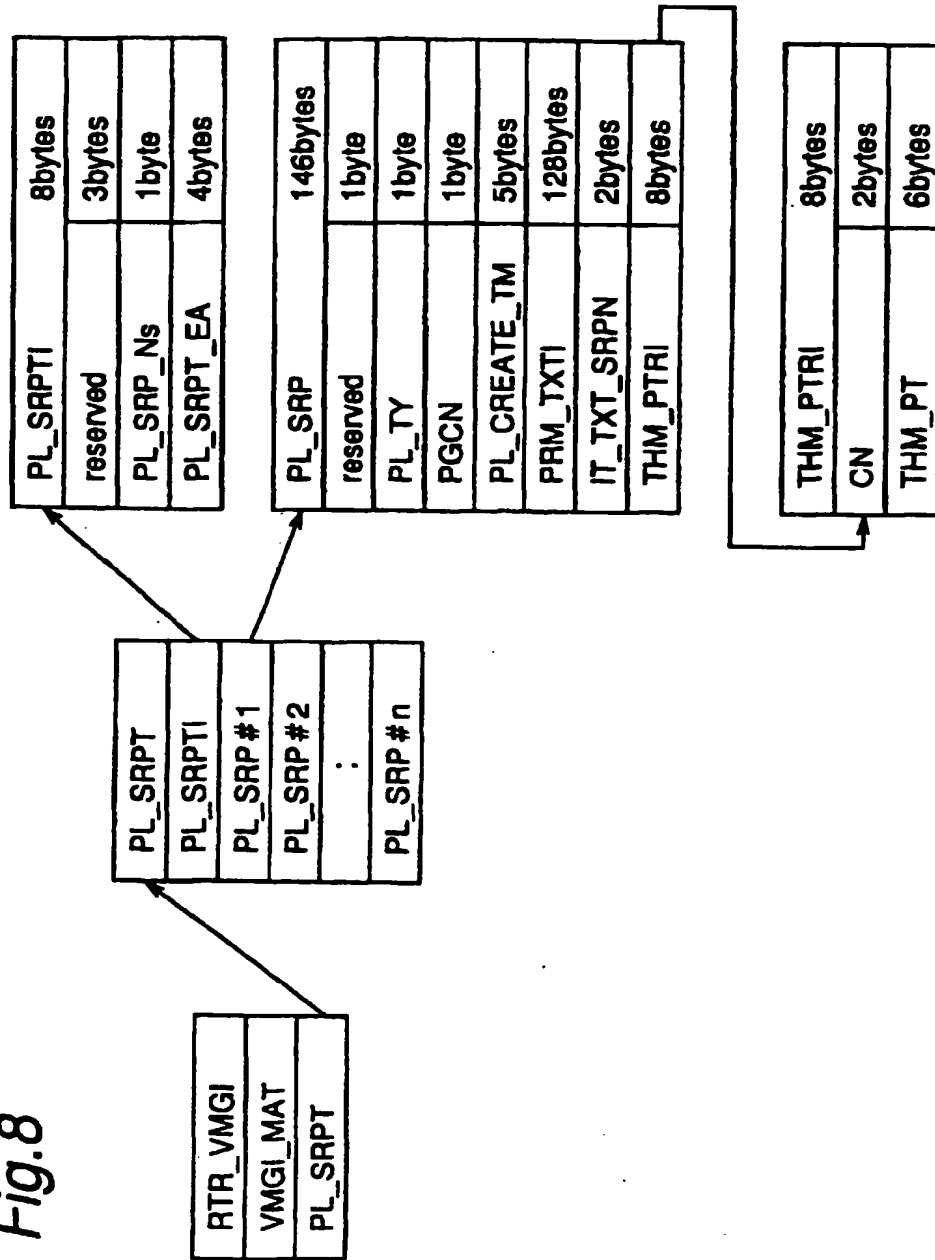 Fig.8
RTR_VMGI
VMGI_MAT
PL_SRPT
PL_SRPT
PL_SRPTI
PL_SRP#1
PL_SRP#2
:
PL_SRP#n
PL_SRPTI 8bytes
reserved 3bytes
PL_SRP_Ns 1byte
PL_SRPT_EA 4bytes
PL_SRP 146bytes
reserved 1byte
PL_TY 1byte
PGCN 1byte
PL_CREATE_TM 5bytes
PRM_TXTI 128bytes
IT_TXT_SRPN 2bytes
THM_PTRI 8bytes
THM_PTRI 8bytes
CN 2bytes
THM_PT 6bytes